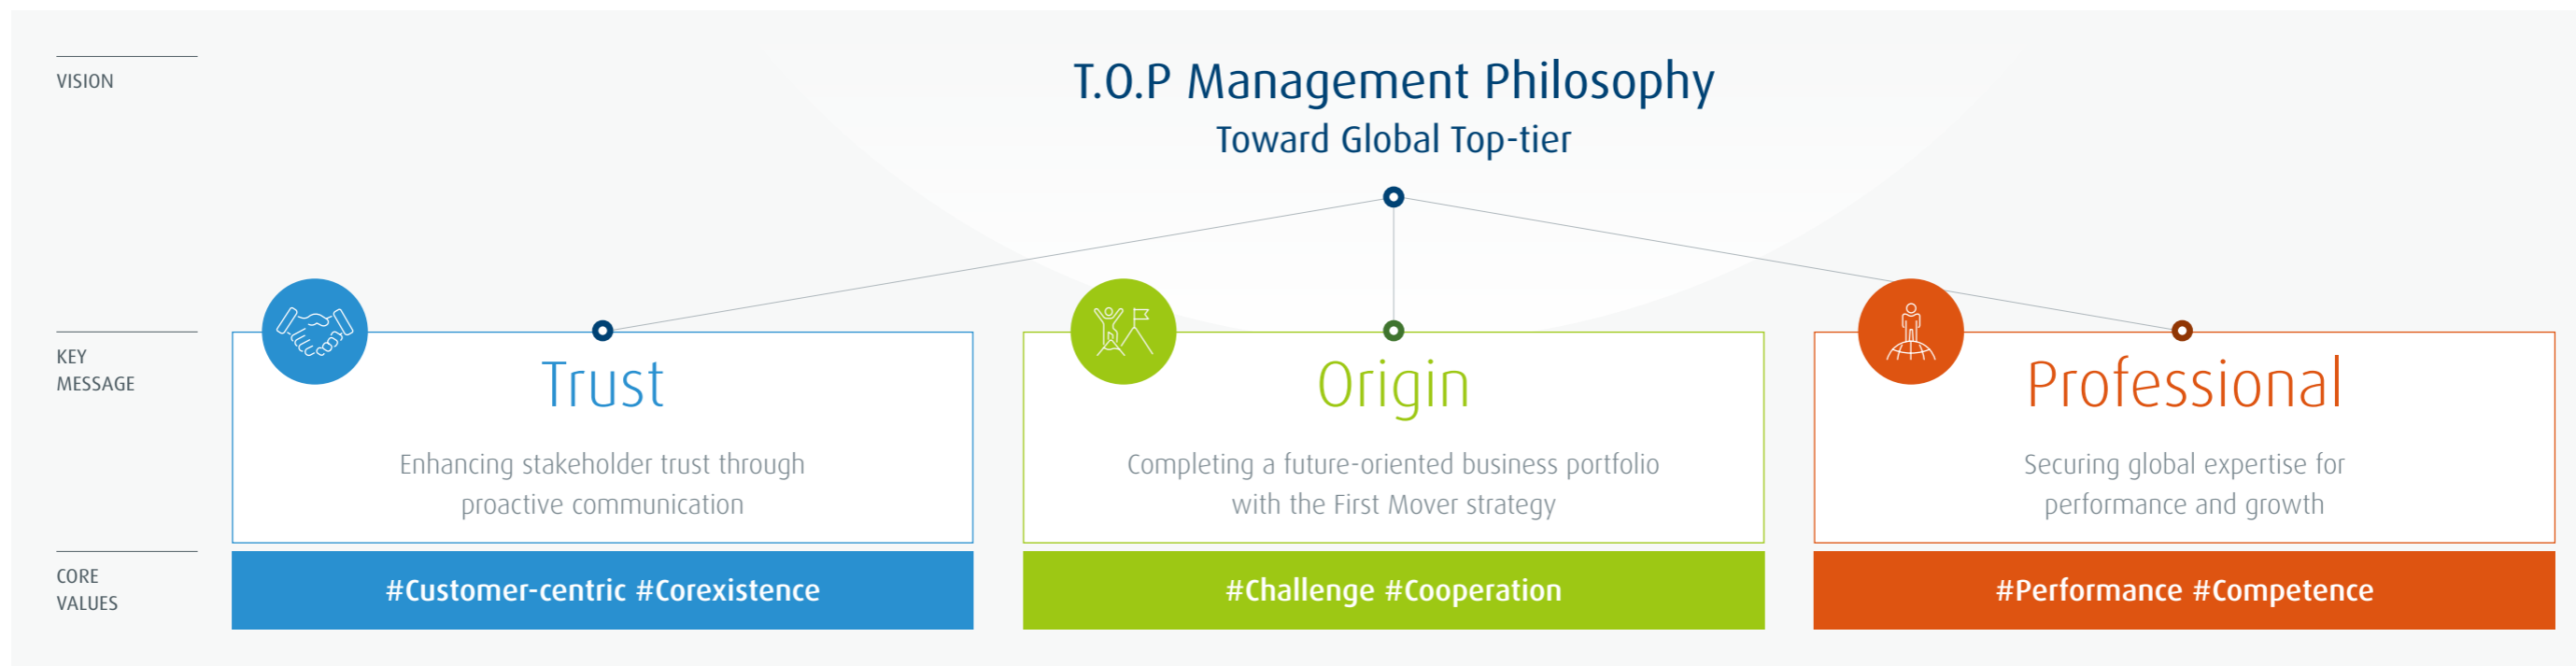 VISION
T.O.P Management Philosophy
Toward Global Top-tier
KEY
MESSAGE
Trust
Enhancing stakeholder trust through
proactive communication
Origin
Completing a future-oriented business portfolio
with the First Mover strategy
Professional
Securing global expertise for
performance and growth
CORE
VALUES
#Customer-centric #Corexistence
#Challenge #Cooperation
#Performance #Competence